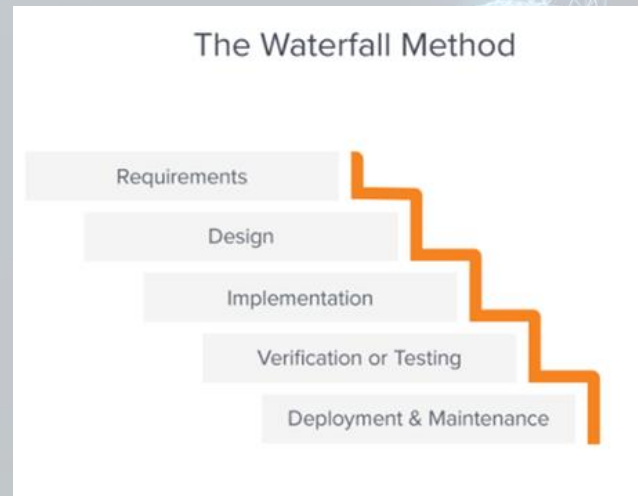 The Waterfall Method
Requirements
Design
Implementation
Verification or Testing
Deployment & Maintenance